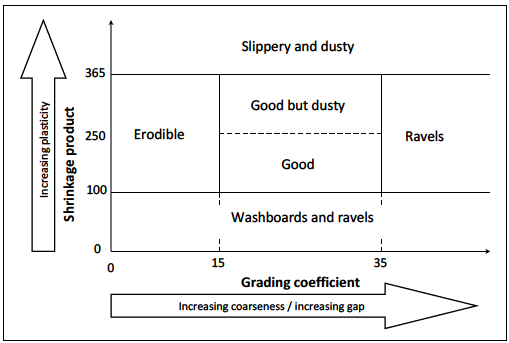 Slippery and dusty
365
Good but dusty
Erodible
250
Ravels
Good
100
Washboards and ravels
0
0
15
35
Grading coefficient
Increasing coarseness / increasing gap
Shrinkage product
Increasing plasticity